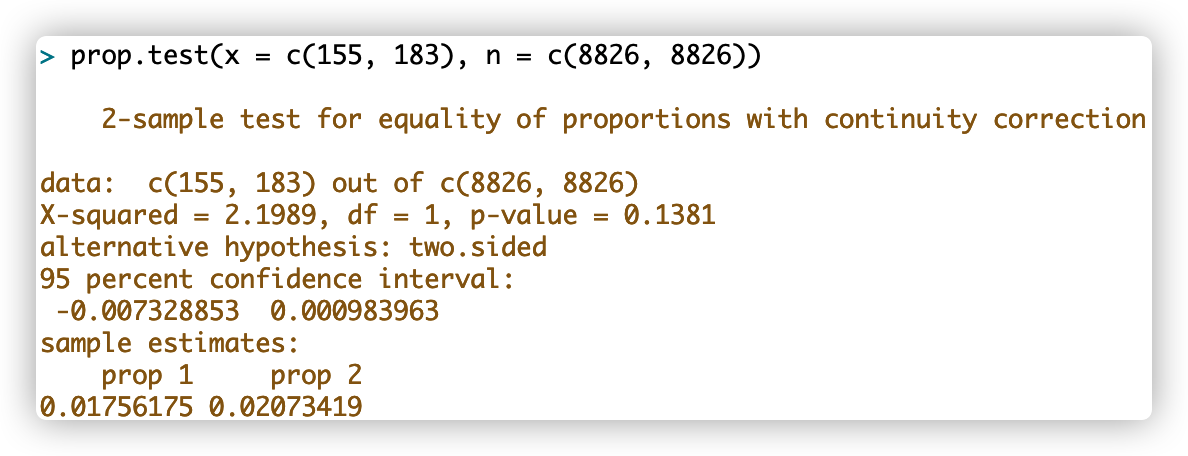 > prop.test(x = c(155, 183), n = c(8826, 8826))
2-sample test for equality of proportions with continuity correction
data:  c(155, 183) out of c(8826, 8826)
X-squared = 2.1989, df = 1, p-value = 0.1381
alternative hypothesis: two.sided
95 percent confidence interval:
-0.007328853  0.000983963
sample estimates:
prop 1     prop 2
0.01756175 0.02073419